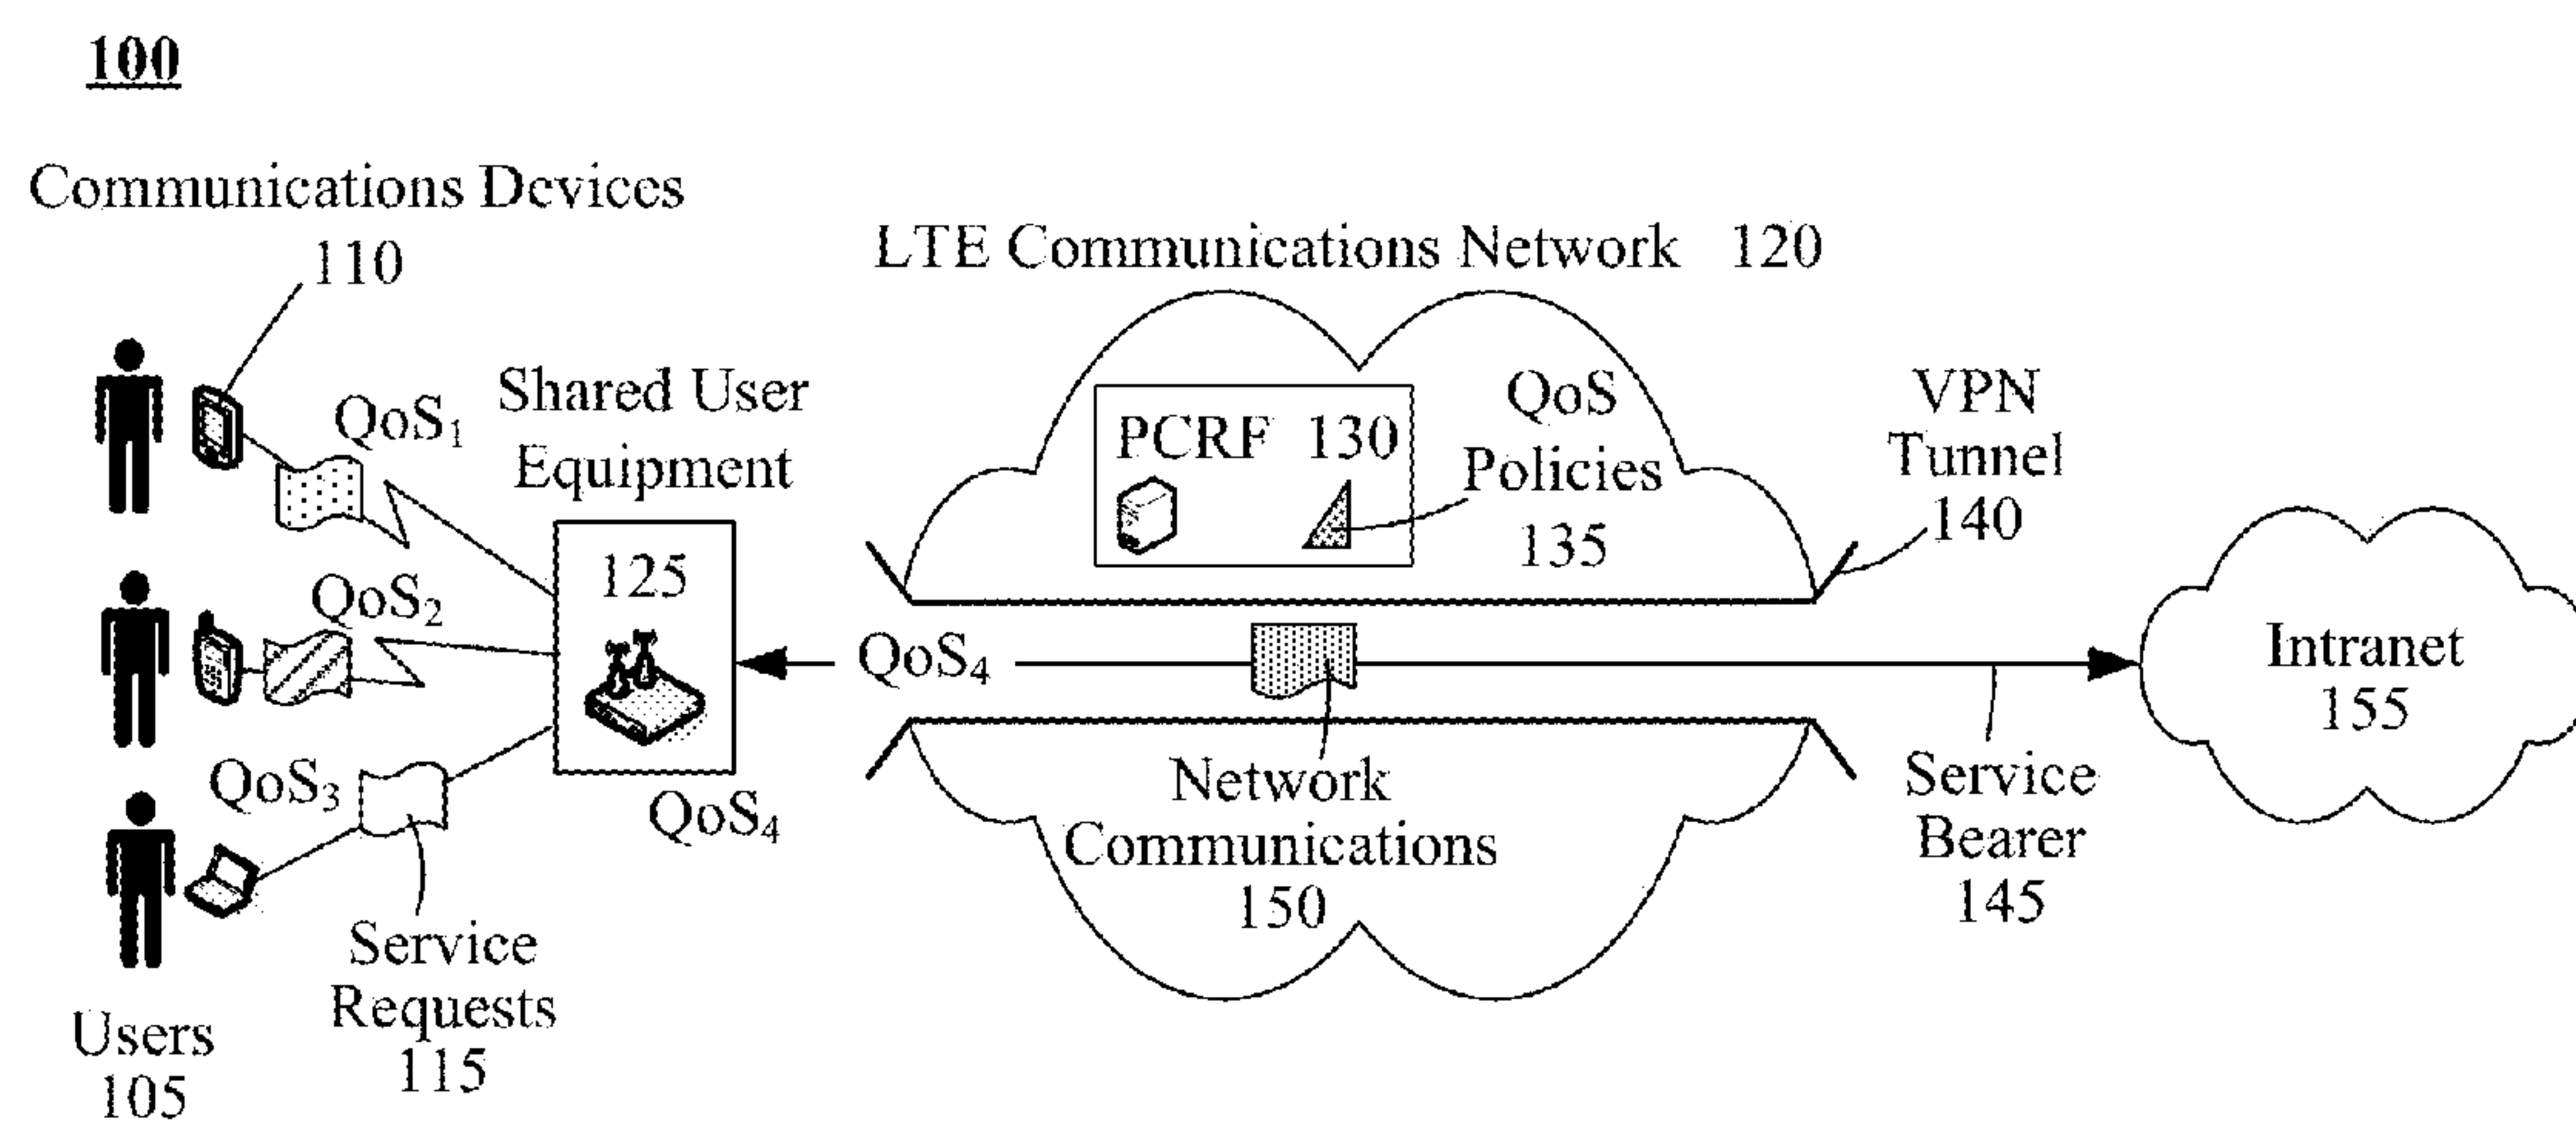 100
Communications Devices
110
LTE Communications Network 120
Shared User
Equipment
125
QoS₁
QoS₂
QoS₃
QoS₄
QoS₄
PCRF 130
QoS
Policies
135
VPN
Tunnel
140
Intranet
155
Network
Communications
150
Service
Bearer
145
Service
Requests
115
Users
105